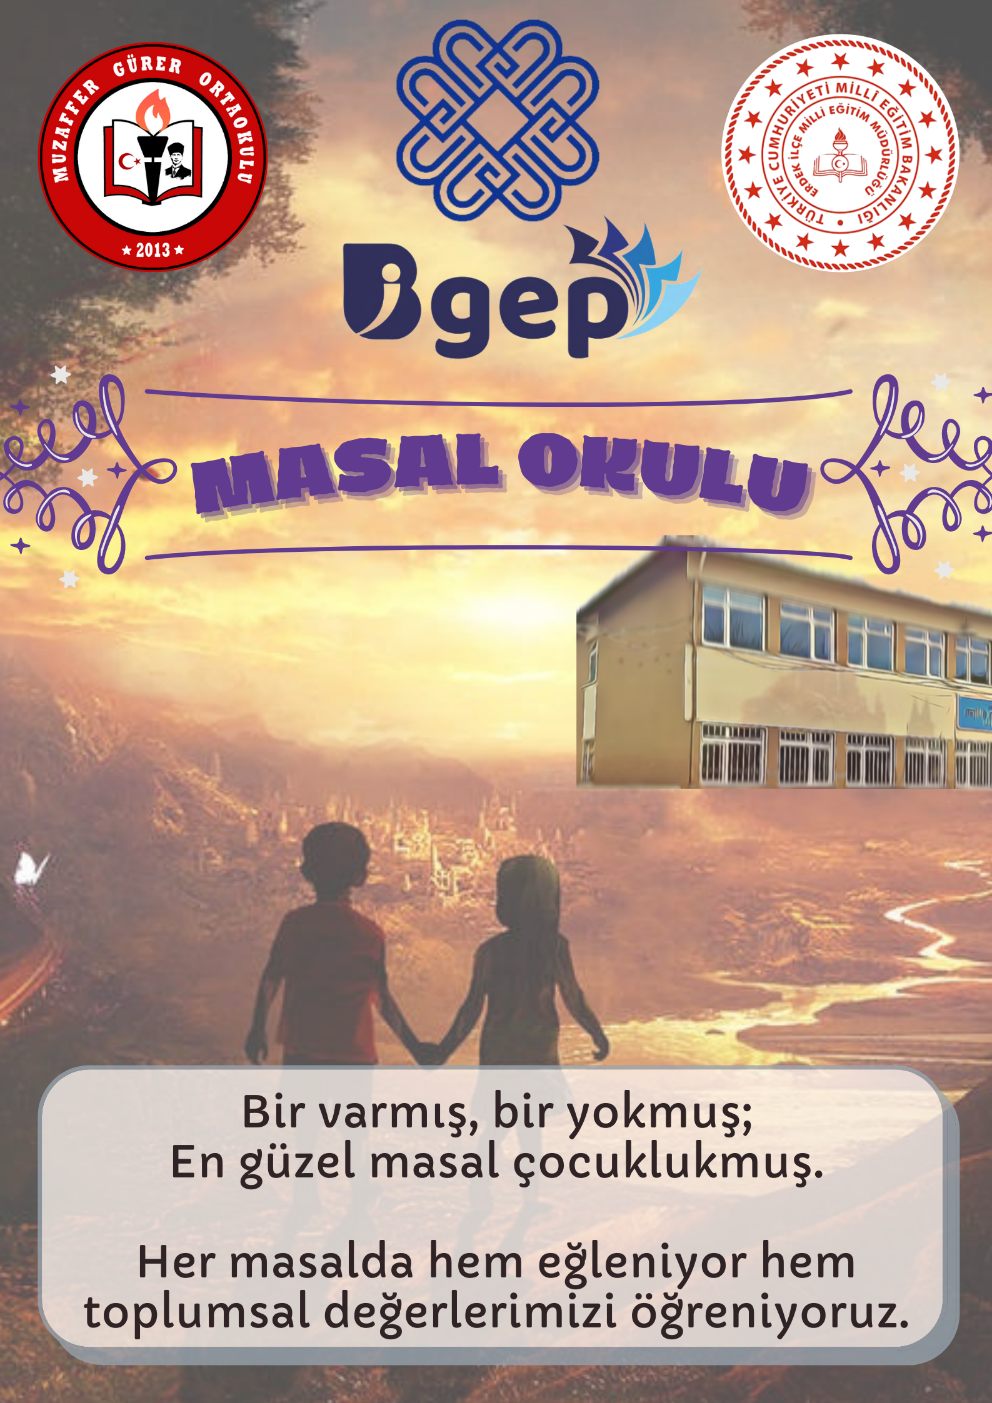 MUZAFFER GÜRER ORTAOKULU
2013
TÜRKİYE CUMHURİYETİ MİLLÎ EĞİTİM BAKANLIĞI
ERDEK İLÇE MİLLÎ EĞİTİM MÜDÜRLÜĞÜ
Bgep
MASAL OKULU
Bir varmış, bir yokmuş;
En güzel masal çocuklukmuş.
Her masalda hem eğleniyor hem
toplumsal değerlerimizi öğreniyoruz.